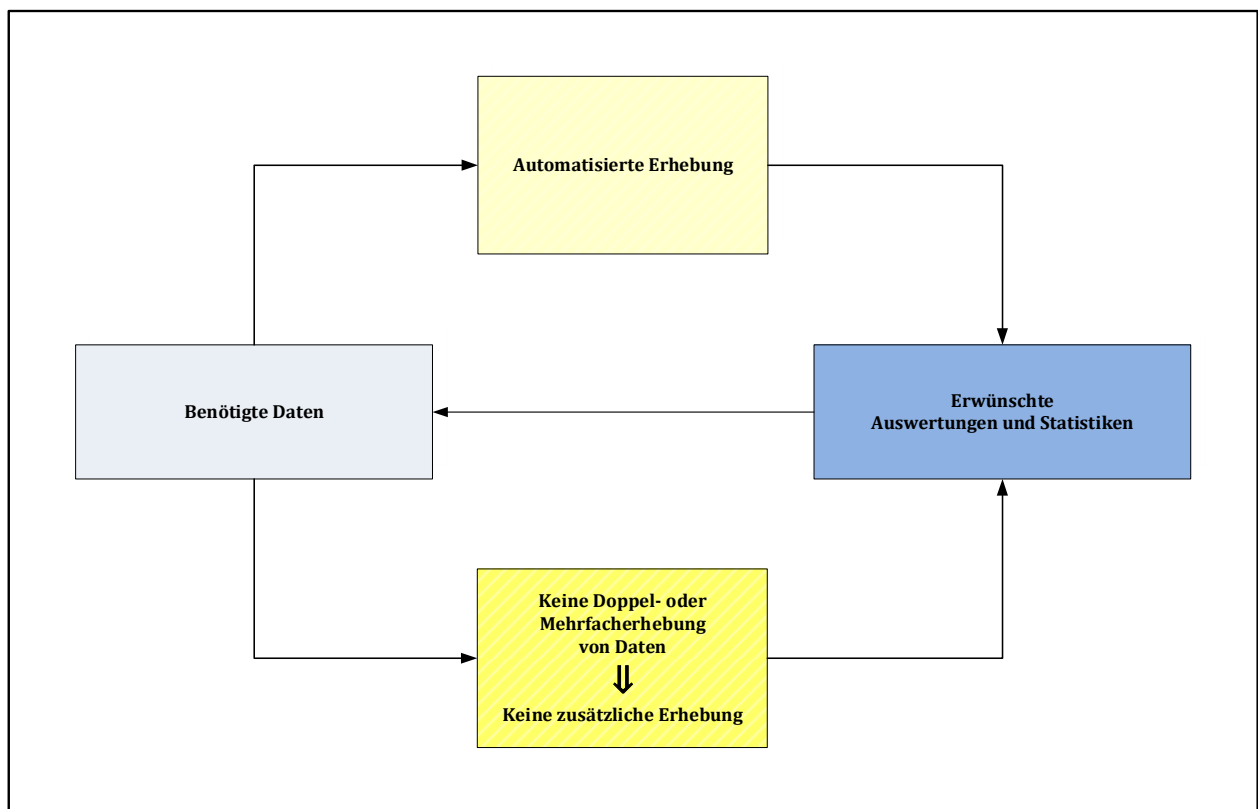 Automatisierte Erhebung
Benötigte Daten
Erwünschte
Auswertungen und Statistiken
Keine Doppel- oder
Mehrfacherhebung
von Daten
⇓
Keine zusätzliche Erhebung